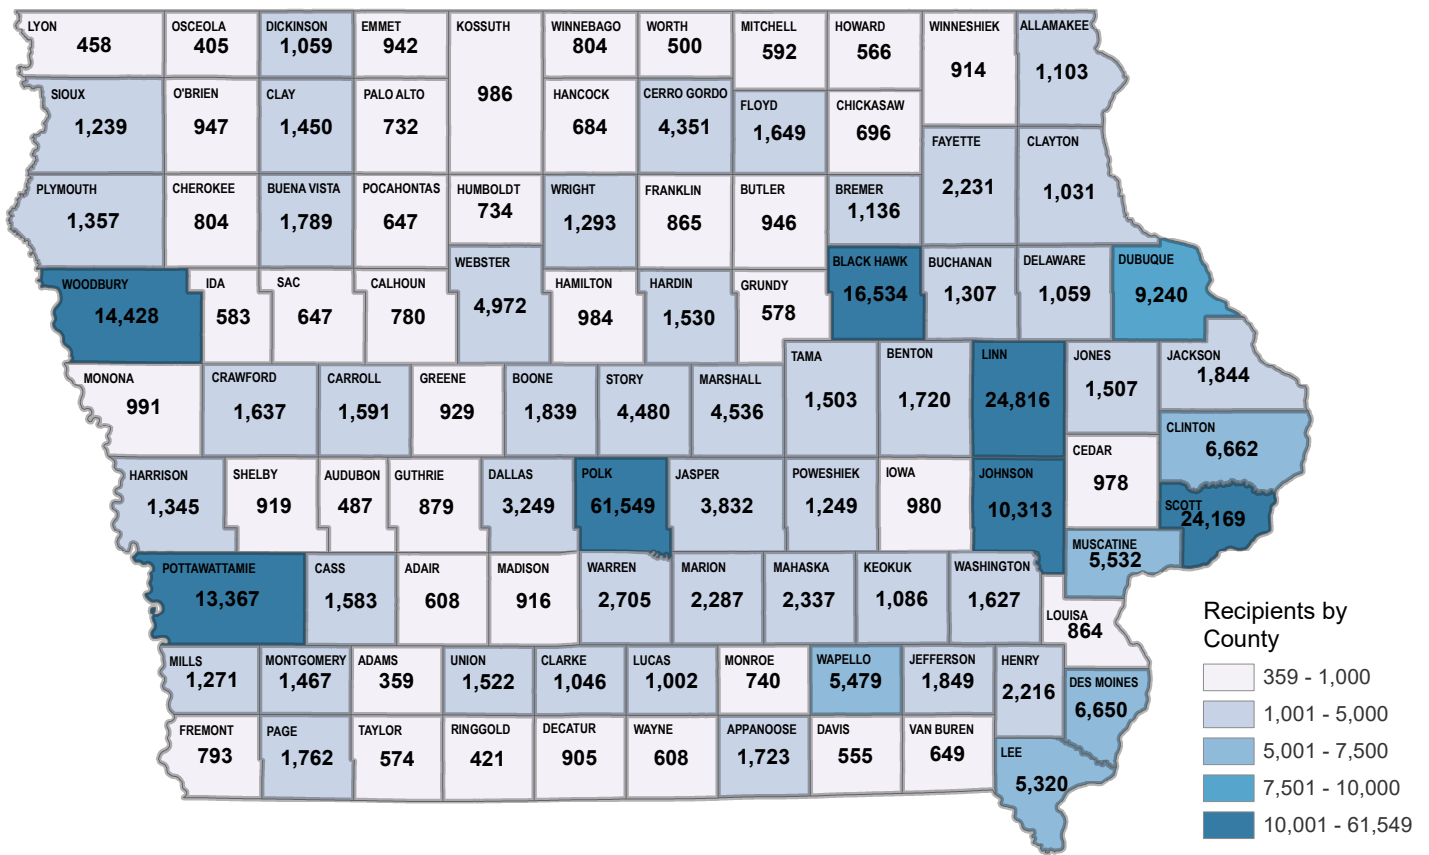 LYON
458
OSCEOLA
405
DICKINSON
1,059
EMMET
942
KOSSUTH
986
WINNEBAGO
804
WORTH
500
MITCHELL
592
HOWARD
566
WINNESHIEK
914
ALLAMAKEE
1,103
SIOUX
1,239
O'BRIEN
947
CLAY
1,450
PALO ALTO
732
HANCOCK
684
CERRO GORDO
4,351
FLOYD
1,649
CHICKASAW
696
FAYETTE
2,231
CLAYTON
1,031
PLYMOUTH
1,357
CHEROKEE
804
BUENA VISTA
1,789
POCAHONTAS
647
HUMBOLDT
734
WRIGHT
1,293
FRANKLIN
865
BUTLER
946
BREMER
1,136
WOODBURY
14,428
IDA
583
SAC
647
CALHOUN
780
WEBSTER
4,972
HAMILTON
984
HARDIN
1,530
GRUNDY
578
BLACK HAWK
16,534
BUCHANAN
1,307
DELAWARE
1,059
DUBUQUE
9,240
MONONA
991
CRAWFORD
1,637
CARROLL
1,591
GREENE
929
BOONE
1,839
STORY
4,480
MARSHALL
4,536
TAMA
1,503
BENTON
1,720
LINN
24,816
JONES
1,507
JACKSON
1,844
CLINTON
6,662
HARRISON
1,345
SHELBY
919
AUDUBON
487
GUTHRIE
879
DALLAS
3,249
POLK
61,549
JASPER
3,832
POWESHIEK
1,249
IOWA
980
JOHNSON
10,313
CEDAR
978
SCOTT
24,169
MUSCATINE
5,532
POTTAWATTAMIE
13,367
CASS
1,583
ADAIR
608
MADISON
916
WARREN
2,705
MARION
2,287
MAHASKA
2,337
KEOKUK
1,086
WASHINGTON
1,627
LOUISA
864
MILLS
1,271
MONTGOMERY
1,467
ADAMS
359
UNION
1,522
CLARKE
1,046
LUCAS
1,002
MONROE
740
WAPELLO
5,479
JEFFERSON
1,849
HENRY
2,216
DES MOINES
6,650
FREMONT
793
PAGE
1,762
TAYLOR
574
RINGGOLD
421
DECATUR
905
WAYNE
608
APPANOOSE
1,723
DAVIS
555
VAN BUREN
649
LEE
5,320
Recipients by
County
359 - 1,000
1,001 - 5,000
5,001 - 7,500
7,501 - 10,000
10,001 - 61,549